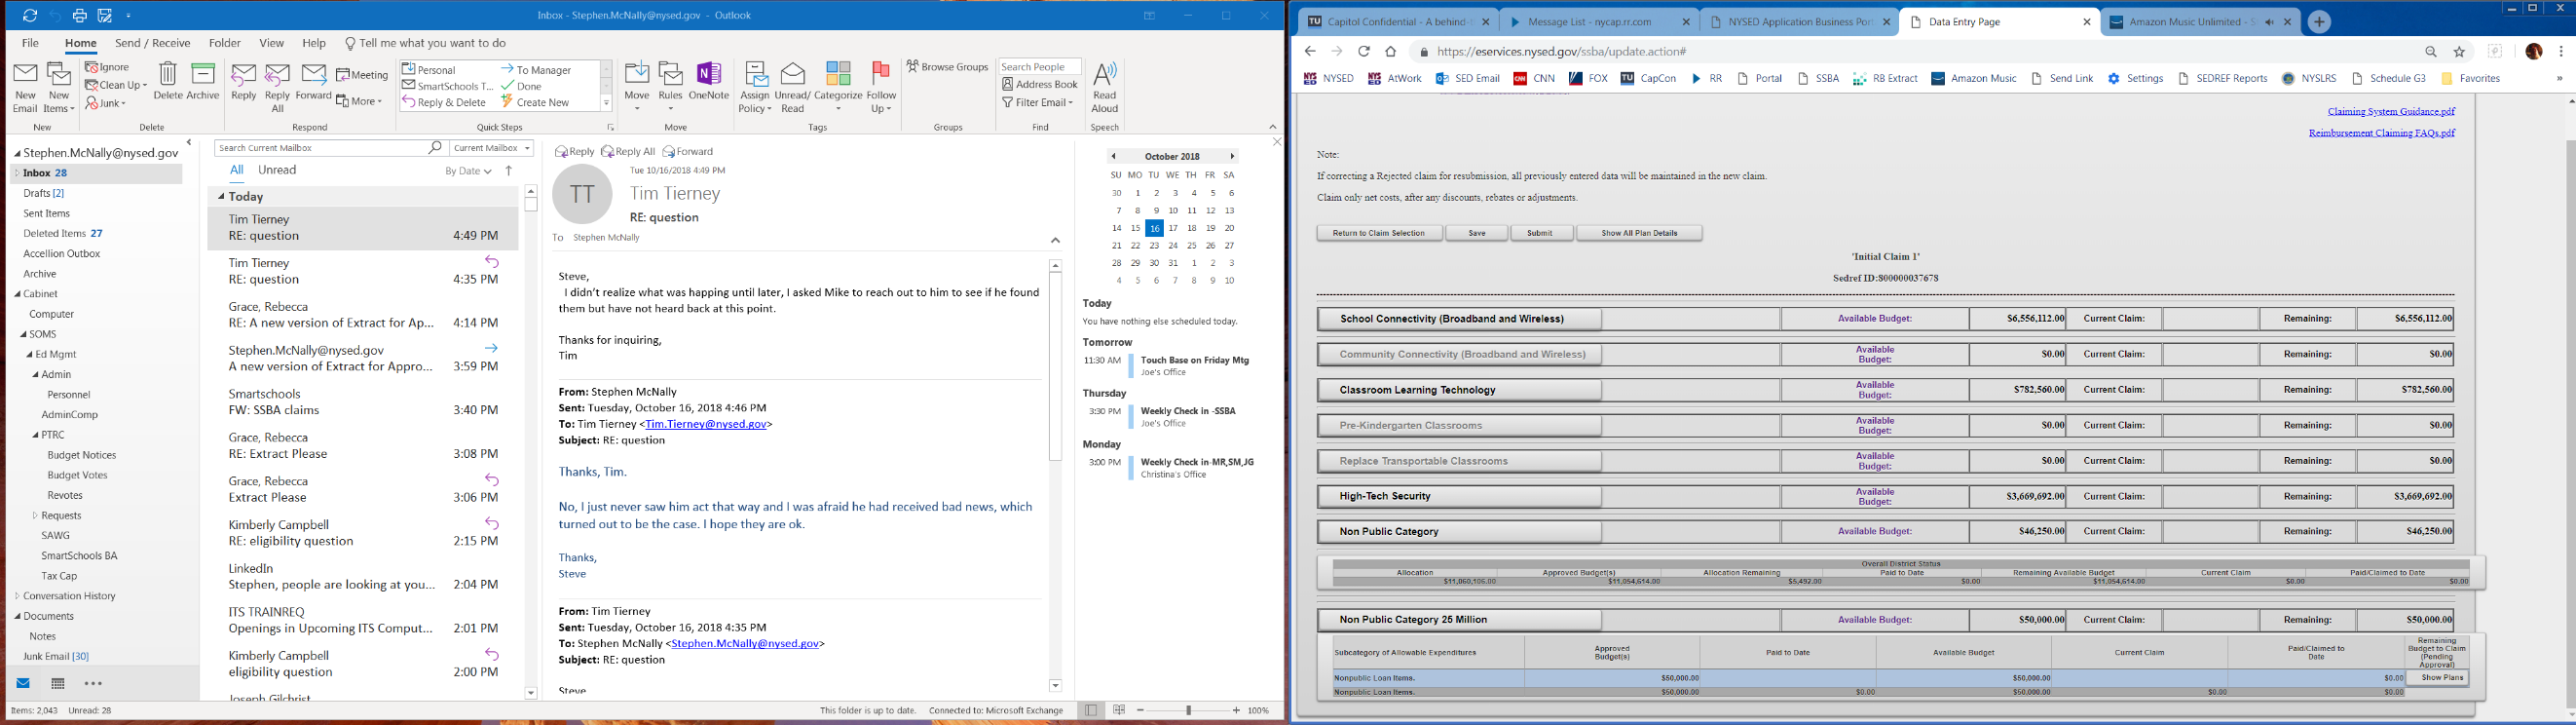 Inbox - Stephen.McNally@nysed.gov - Outlook
File Home Send / Receive Folder View Help Tell me what you want to do
New Email
New Items
Ignore
Clean Up
Junk
Delete Archive
Reply
Reply All
Forward
Meeting
More
Personal
SmartSchools T...
Reply & Delete
To Manager
Done
Create New
Move Rules OneNote
Assign Policy
Unread/ Read
Categorize
Follow Up
Browse Groups
Search People
Address Book
Filter Email
Read Aloud
New Delete Respond Quick Steps Move Tags Groups Find Speech
Stephen.McNally@nysed.gov
Inbox 28
Drafts [2]
Sent Items
Deleted Items 27
Accellion Outbox
Archive
Cabinet
Computer
SOMS
Ed Mgmt
Admin
Personnel
AdminComp
PTRC
Budget Notices
Budget Votes
Revotes
Requests
SAWG
SmartSchools BA
Tax Cap
Conversation History
Documents
Notes
Junk Email [30]
Items: 2,043 Unread: 28
Search Current Mailbox Current Mailbox
All Unread By Date
Today
Tim Tierney
RE: question 4:49 PM
Tim Tierney
RE: question 4:35 PM
Grace, Rebecca
RE: A new version of Extract for Ap... 4:14 PM
Stephen.McNally@nysed.gov
A new version of Extract for Appro... 3:59 PM
Smartschools
FW: SSBA claims 3:40 PM
Grace, Rebecca
RE: Extract Please 3:08 PM
Grace, Rebecca
Extract Please 3:06 PM
Kimberly Campbell
RE: eligibility question 2:15 PM
LinkedIn
Stephen, people are looking at you... 2:04 PM
ITS TRAINREQ
Openings in Upcoming ITS Comput... 2:01 PM
Kimberly Campbell
eligibility question 2:00 PM
Joseph Gilchrist
Reply Reply All Forward
Tue 10/16/2018 4:49 PM
TT
Tim Tierney
RE: question
To Stephen McNally
Steve,
I didn't realize what was happening until later, I asked Mike to reach out to him to see if he found
them but have not heard back at this point.
Thanks for inquiring,
Tim
From: Stephen McNally
Sent: Tuesday, October 16, 2018 4:46 PM
To: Tim Tierney <Tim.Tierney@nysed.gov>
Subject: RE: question
Thanks, Tim.
No, I just never saw him act that way and I was afraid he had received bad news, which
turned out to be the case. I hope they are ok.
Thanks,
Steve
From: Tim Tierney
Sent: Tuesday, October 16, 2018 4:35 PM
To: Stephen McNally <Stephen.McNally@nysed.gov>
Subject: RE: question
Steve
This folder is up to date. Connected to: Microsoft Exchange 100%
October 2018
SU MO TU WE TH FR SA
30 1 2 3 4 5 6
7 8 9 10 11 12 13
14 15 16 17 18 19 20
21 22 23 24 25 26 27
28 29 30 31 1 2 3
4 5 6 7 8 9 10
Today
You have nothing else scheduled today.
Tomorrow
11:30 AM Touch Base on Friday Mtg
Joe's Office
Thursday
3:30 PM Weekly Check in -SSBA
Joe's Office
Monday
3:00 PM Weekly Check in-MR,SM,JG
Christina's Office
TU Capitol Confidential - A behind-t Message List - nycap.rr.com NYSED Application Business Port Data Entry Page Amazon Music Unlimited - S
https://eservices.nysed.gov/ssba/update.action#
NYSED AtWork SED Email CNN FOX TU CapCon RR Portal SSBA RB Extract Amazon Music Send Link Settings SEDREF Reports NYSLRS Schedule G3 Favorites
Claiming System Guidance.pdf
Reimbursement Claiming FAQs.pdf
Note:
If correcting a Rejected claim for resubmission, all previously entered data will be maintained in the new claim.
Claim only net costs, after any discounts, rebates or adjustments.
Return to Claim Selection Save Submit Show All Plan Details
'Initial Claim 1'
Sedref ID:800000037678
School Connectivity (Broadband and Wireless) Available Budget: $6,556,112.00 Current Claim: Remaining: $6,556,112.00
Community Connectivity (Broadband and Wireless) Available Budget: $0.00 Current Claim: Remaining: $0.00
Classroom Learning Technology Available Budget: $782,560.00 Current Claim: Remaining: $782,560.00
Pre-Kindergarten Classrooms Available Budget: $0.00 Current Claim: Remaining: $0.00
Replace Transportable Classrooms Available Budget: $0.00 Current Claim: Remaining: $0.00
High-Tech Security Available Budget: $3,669,692.00 Current Claim: Remaining: $3,669,692.00
Non Public Category Available Budget: $46,250.00 Current Claim: Remaining: $46,250.00
Overall District Status
Allocation Approved Budget(s) Allocation Remaining Paid to Date Remaining Available Budget Current Claim Paid/Claimed to Date
$11,060,106.00 $11,054,614.00 $5,492.00 $0.00 $11,054,614.00 $0.00 $0.00
Non Public Category 25 Million Available Budget: $50,000.00 Current Claim: Remaining: $50,000.00
Subcategory of Allowable Expenditures Approved Budget(s) Paid to Date Available Budget Current Claim Paid/Claimed to Date Remaining Budget to Claim (Pending Approval)
Nonpublic Loan Items. $50,000.00 $50,000.00 $0.00 Show Plans
Nonpublic Loan Items. $50,000.00 $0.00 $50,000.00 $0.00 $0.00